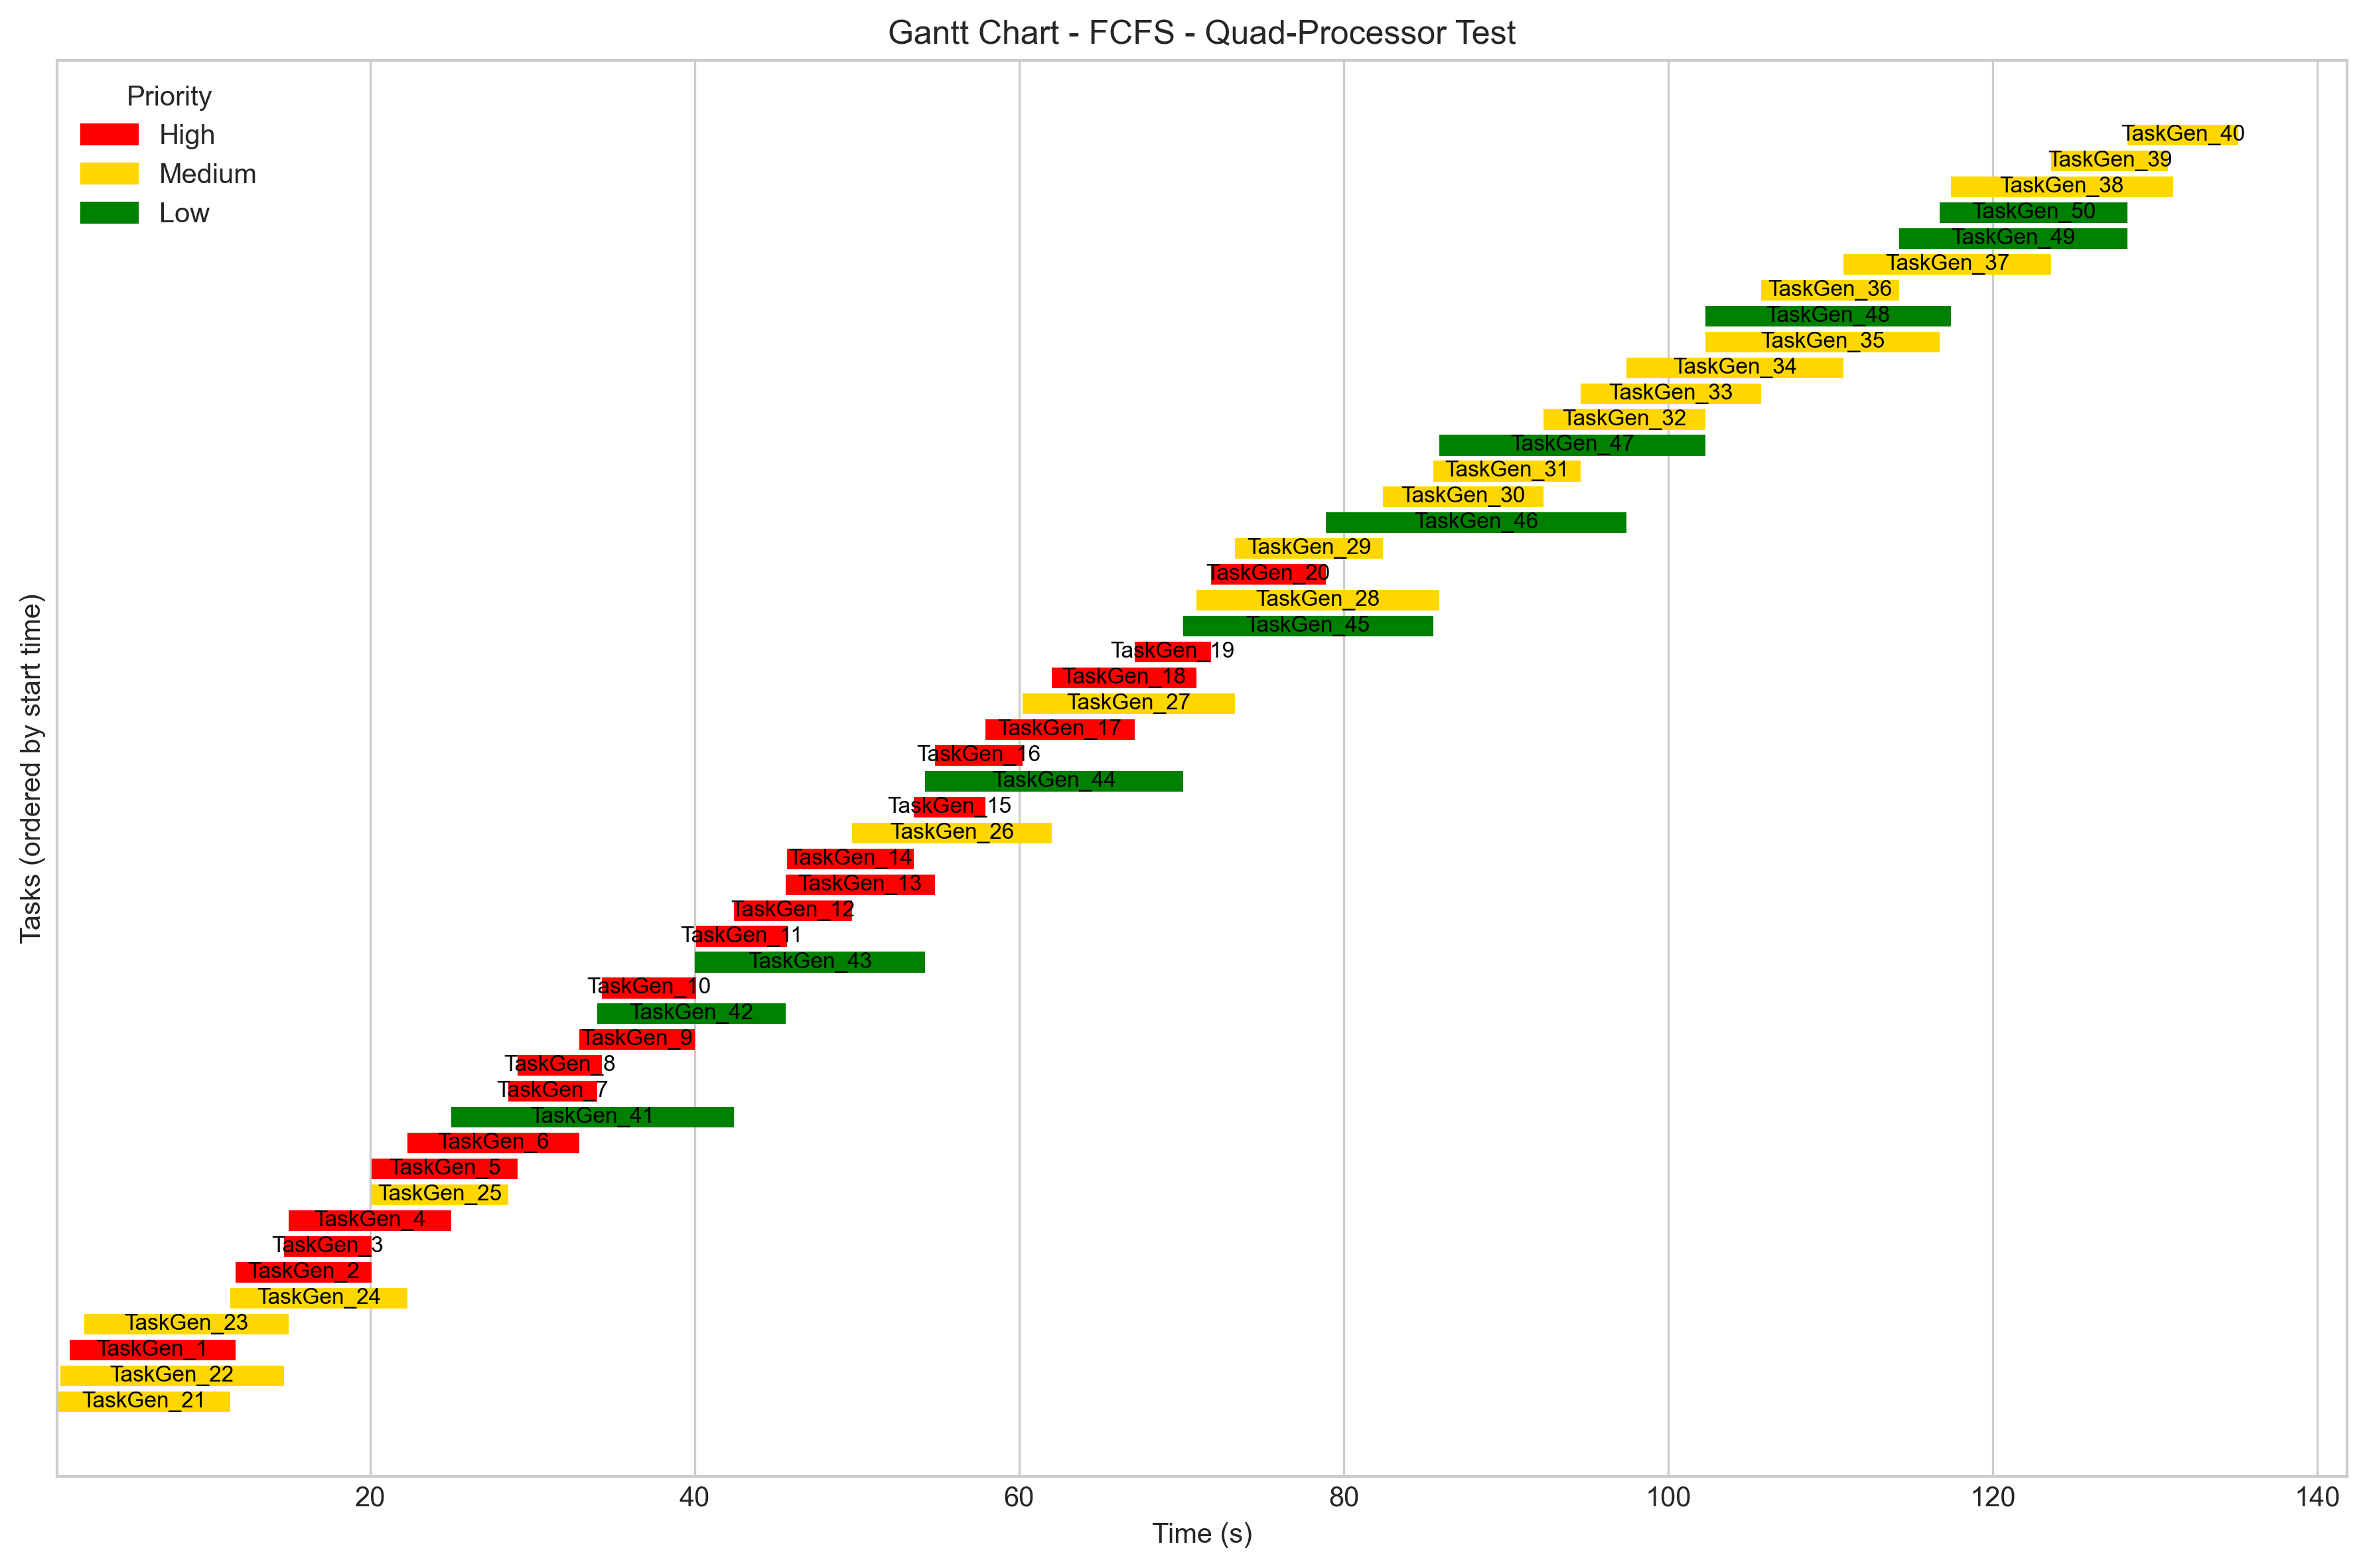 Gantt Chart - FCFS - Quad-Processor Test
Priority
High
Medium
Low
TaskGen_40
TaskGen_39
TaskGen_38
TaskGen_50
TaskGen_49
TaskGen_37
TaskGen_36
TaskGen_48
TaskGen_35
TaskGen_34
TaskGen_33
TaskGen_32
TaskGen_47
TaskGen_31
TaskGen_30
TaskGen_46
TaskGen_29
TaskGen_20
TaskGen_28
TaskGen_45
TaskGen_19
TaskGen_18
TaskGen_27
TaskGen_17
TaskGen_16
TaskGen_44
TaskGen_15
TaskGen_26
TaskGen_14
TaskGen_13
TaskGen_12
TaskGen_11
TaskGen_43
TaskGen_10
TaskGen_42
TaskGen_9
TaskGen_8
TaskGen_7
TaskGen_41
TaskGen_6
TaskGen_5
TaskGen_25
TaskGen_4
TaskGen_3
TaskGen_2
TaskGen_24
TaskGen_23
TaskGen_1
TaskGen_22
TaskGen_21
Tasks (ordered by start time)
20 40 60 80 100 120 140
Time (s)